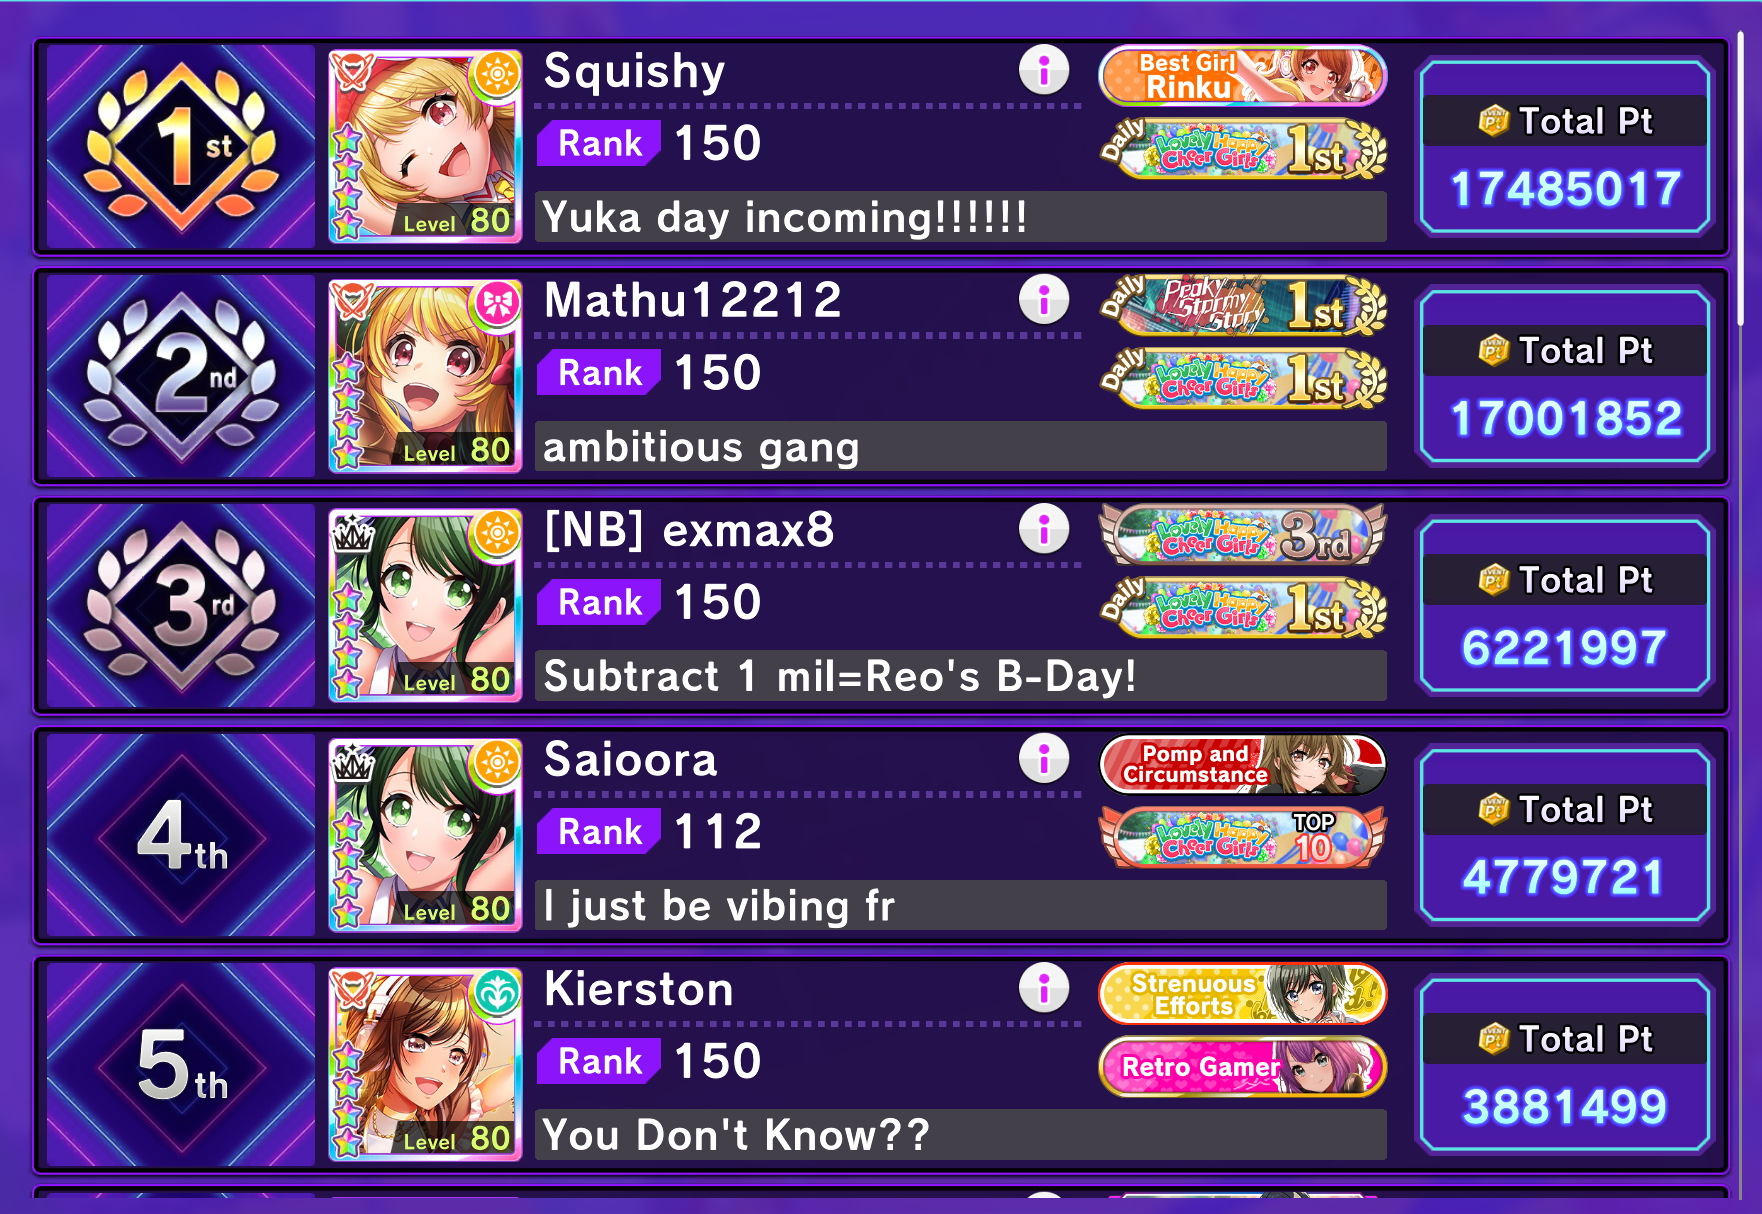 1st
Level 80
Squishy
Rank 150
Yuka day incoming!!!!!!
Best Girl
Rinku
Daily Lovely Happy Cheer Girls 1st
Total Pt
17485017
2nd
Level 80
Mathu12212
Rank 150
ambitious gang
Daily Peaky Stormy Story 1st
Daily Lovely Happy Cheer Girls 1st
Total Pt
17001852
3rd
Level 80
[NB] exmax8
Rank 150
Subtract 1 mil=Reo's B-Day!
Lovely Happy Cheer Girls 3rd
Daily Lovely Happy Cheer Girls 1st
Total Pt
6221997
4th
Level 80
Saioora
Rank 112
I just be vibing fr
Pomp and
Circumstance
Lovely Happy Cheer Girls TOP 10
Total Pt
4779721
5th
Level 80
Kierston
Rank 150
You Don't Know??
Strenuous
Efforts
Retro Gamer
Total Pt
3881499